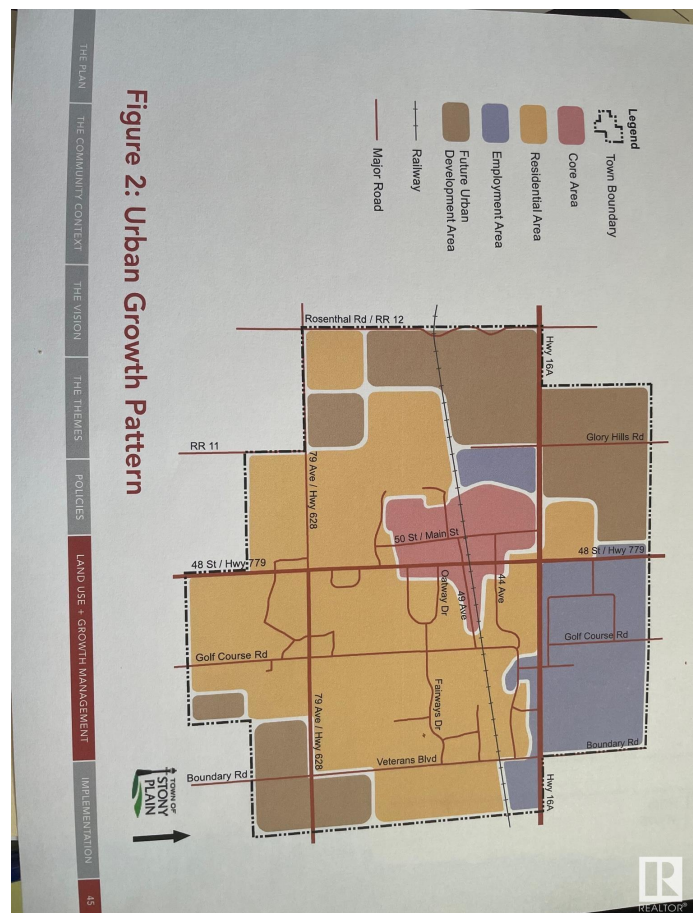 Figure 2: Urban Growth Pattern
Legend
Town Boundary
Core Area
Residential Area
Employment Area
Future Urban
Development Area
Railway
Major Road
Rosenthal Rd / RR 12
Hwy 16A
Glory Hills Rd
RR 11
79 Ave / Hwy 628
50 St / Main St
48 St / Hwy 779
48 St / Hwy 779
44 Ave
49 Ave
Oatway Dr
Golf Course Rd
Golf Course Rd
Fairways Dr
79 Ave / Hwy 628
Veterans Blvd
Boundary Rd
Boundary Rd
Hwy 16A
TOWN OF
STONY
PLAIN
THE PLAN
THE COMMUNITY CONTEXT
THE VISION
THE THEMES
POLICIES
LAND USE + GROWTH MANAGEMENT
IMPLEMENTATION
45
R
REALTOR®